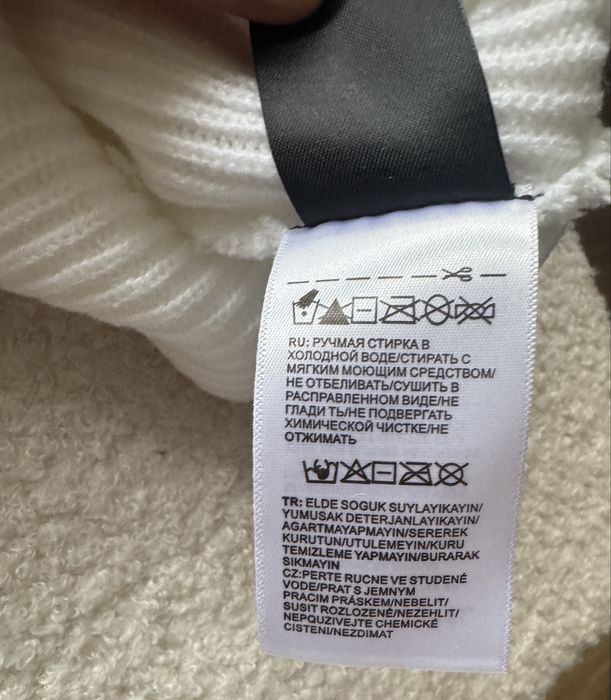 RU: РУЧМАЯ СТИРКА В
ХОЛОДНОЙ ВОДЕ/СТИРАТЬ С
МЯГКИМ МОЮЩИМ СРЕДСТВОМ/
НЕ ОТБЕЛИВАТЬ/СУШИТЬ В
РАСПРАВЛЕННОМ ВИДЕ/НЕ
ГЛАДИ ТЬ/НЕ ПОДВЕРГАТЬ
ХИМИЧЕСКОЙ ЧИСТКЕ/НЕ
ОТЖИМАТЬ
TR: ELDE SOGUK SUYLAYIKAYIN/
YUMUSAK DETERJANLAYIKAYIN/
AGARTMAYAPMAYIN/SEREREK
KURUTUN/UTULEMEYIN/KURU
TEMIZLEME YAPMAYIN/BURARAK
SIKMAYIN
CZ:PERTE RUCNE VE STUDENÉ
VODE/PRAT S JEMNYM
PRACIM PRÁSKEM/NEBELIT/
SUSIT ROZLOZENÉ/NEZEHLIT/
NEPQUZIVEJTE CHEMICKÉ
CISTENI/NEZDIMAT